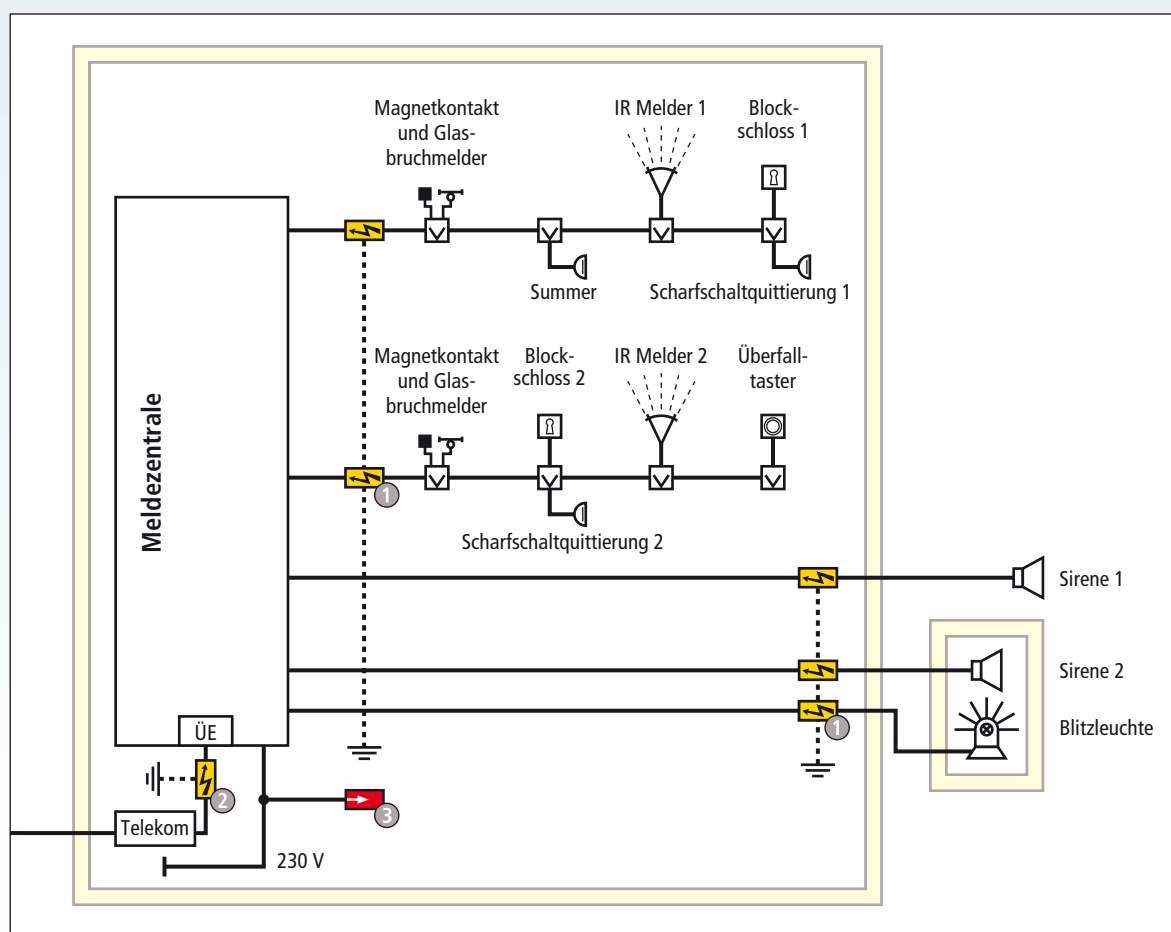 Magnetkontakt
und Glas-
bruchmelder
IR Melder 1
Block-
schloss 1
Summer
Scharfschaltquittierung 1
Magnetkontakt
und Glas-
bruchmelder
Block-
schloss 2
IR Melder 2
Überfall-
taster
1
Scharfschaltquittierung 2
Meldezentrale
Sirene 1
Sirene 2
Blitzleuchte
1
ÜE
2
3
Telekom
230 V